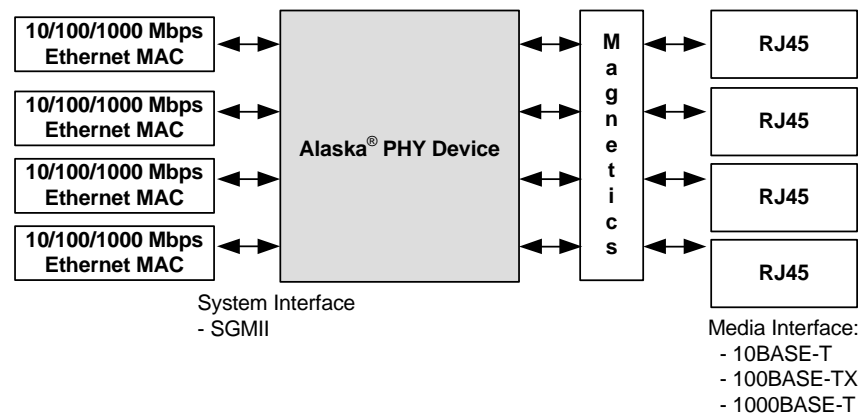 10/100/1000 Mbps
Ethernet MAC
10/100/1000 Mbps
Ethernet MAC
10/100/1000 Mbps
Ethernet MAC
10/100/1000 Mbps
Ethernet MAC
Alaska® PHY Device
Magnetics
RJ45
RJ45
RJ45
RJ45
System Interface
- SGMII
Media Interface:
- 10BASE-T
- 100BASE-TX
- 1000BASE-T